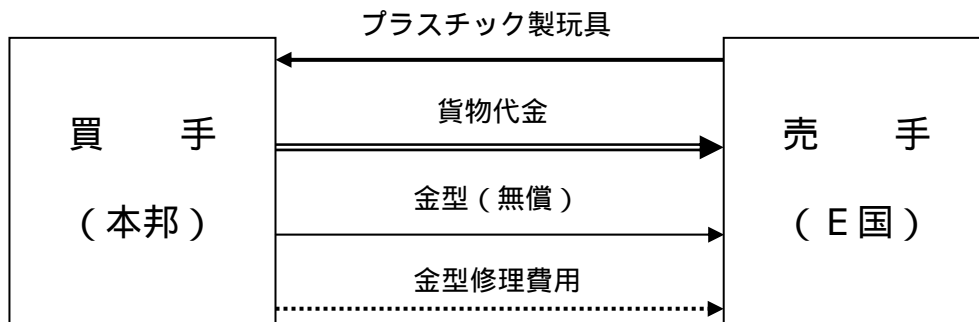 プラスチック製玩具
貨物代金
買　　手
売　　手
金型（無償）
（本邦）
（E国）
金型修理費用